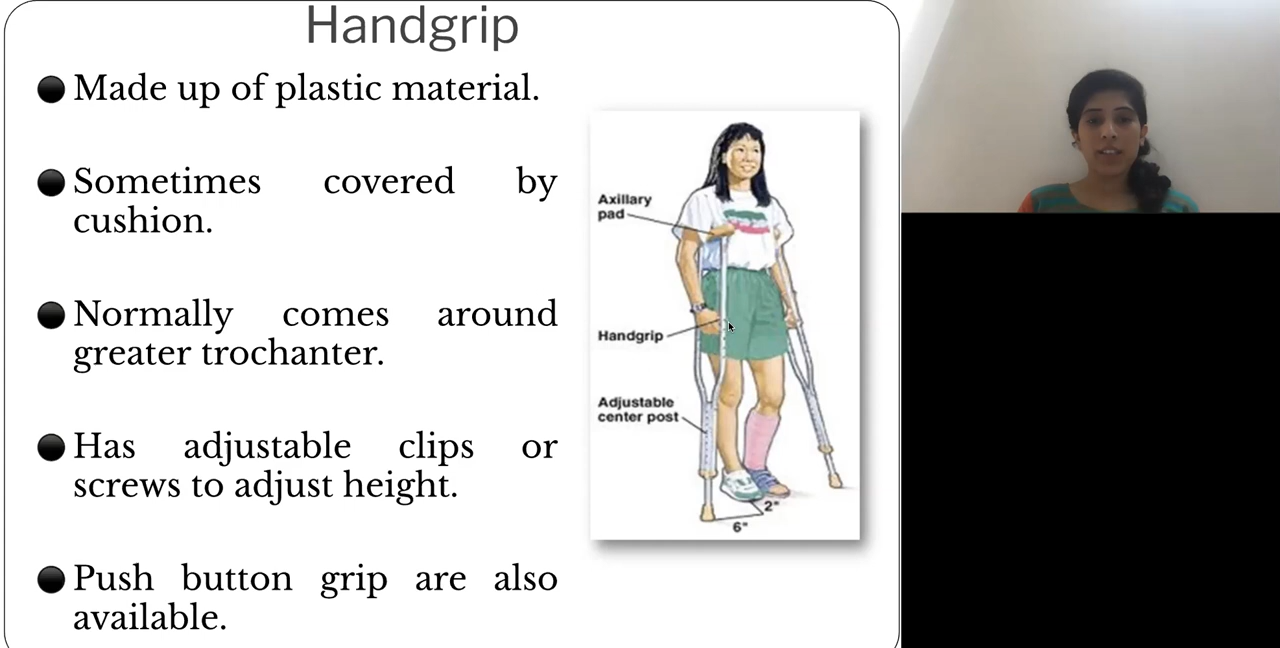 Handgrip
Made up of plastic material.
Sometimes covered by
cushion.
Normally comes around
greater trochanter.
Has adjustable clips or
screws to adjust height.
Push button grip are also
available.
Axillary
pad
Handgrip
Adjustable
center post
2"
6"